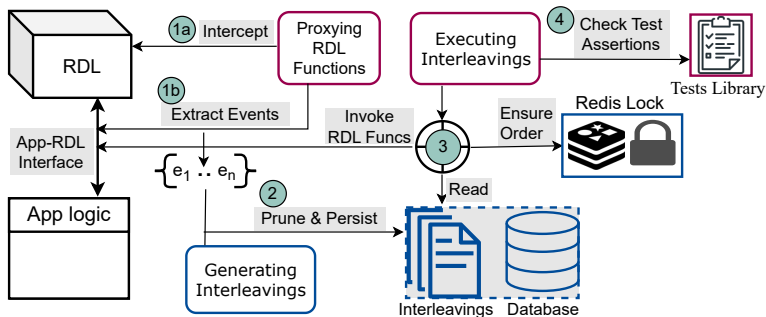 1a Intercept
Proxying
RDL
Functions
Executing
Interleavings
4
Check Test
Assertions
Tests Library
RDL
1b
Extract Events
Invoke
RDL Funcs
Ensure
Order
Redis Lock
App-RDL
Interface
3
{e1 .. en}
Read
2
Prune & Persist
App logic
Generating
Interleavings
Interleavings
Database